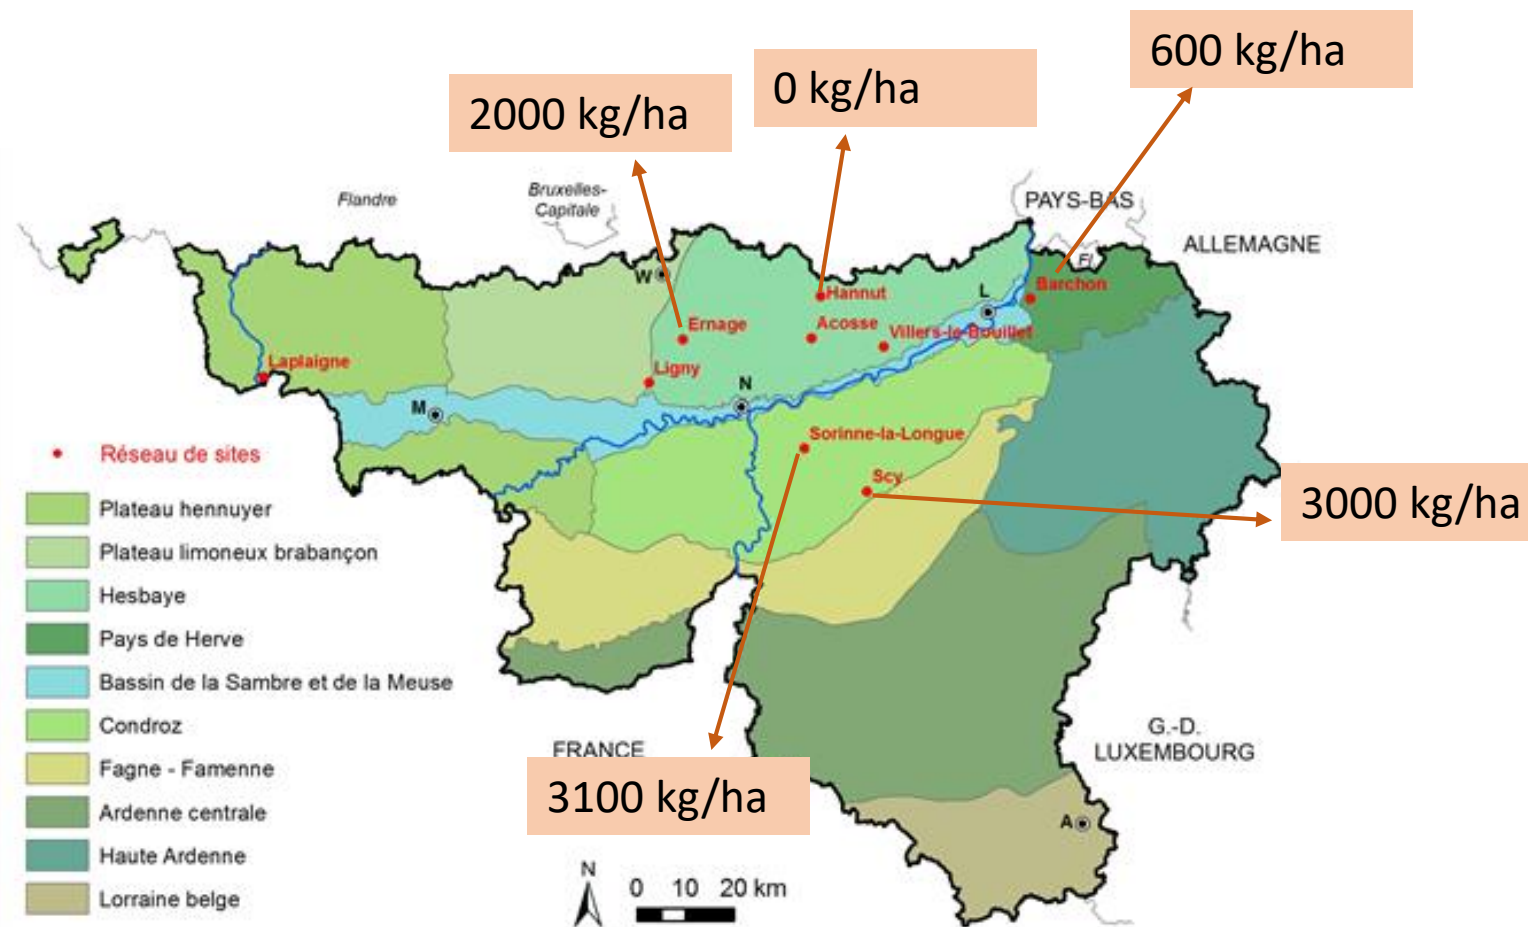 600 kg/ha
0 kg/ha
2000 kg/ha
Flandre
Bruxelles-
Capitale
PAYS-BAS
ALLEMAGNE
Fl.
W
Hannut
L
Barchon
Ernage
Acosse
Villers-le-Bouillet
Laplaigne
Ligny
N
M
Sorinne-la-Longue
Scy
3000 kg/ha
Réseau de sites
Plateau hennuyer
Plateau limoneux brabançon
Hesbaye
Pays de Herve
Bassin de la Sambre et de la Meuse
Condroz
Fagne - Famenne
Ardenne centrale
Haute Ardenne
Lorraine belge
FRANCE
G.-D.
LUXEMBOURG
3100 kg/ha
A
N
0 10 20 km